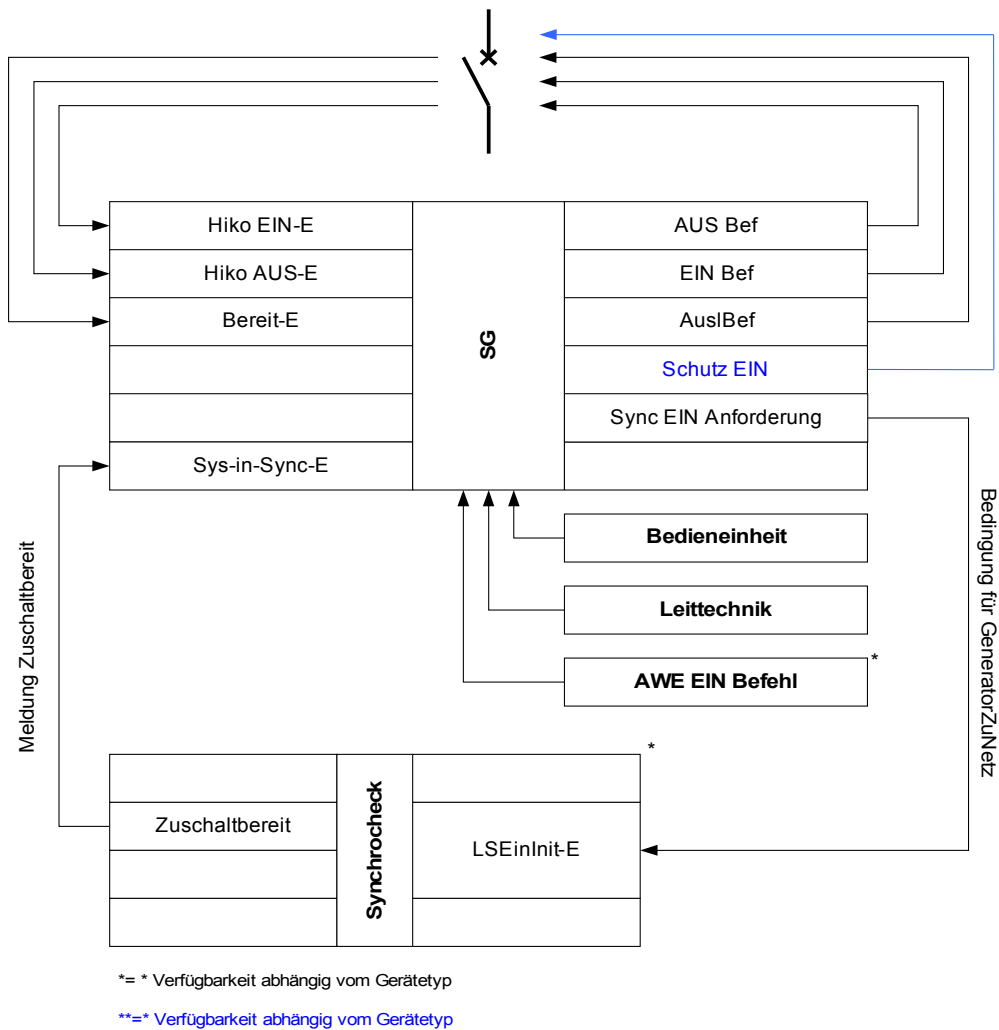 Hiko EIN-E
AUS Bef
Hiko AUS-E
EIN Bef
Bereit-E
AuslBef
SG
Schutz EIN
Sync EIN Anforderung
Sys-in-Sync-E
Bedieneinheit
Leittechnik
AWE EIN Befehl
*
Meldung Zuschaltbereit
Bedingung für GeneratorZuNetz
*
Zuschaltbereit
Synchrocheck
LSEinInit-E
*= * Verfügbarkeit abhängig vom Gerätetyp
**=* Verfügbarkeit abhängig vom Gerätetyp